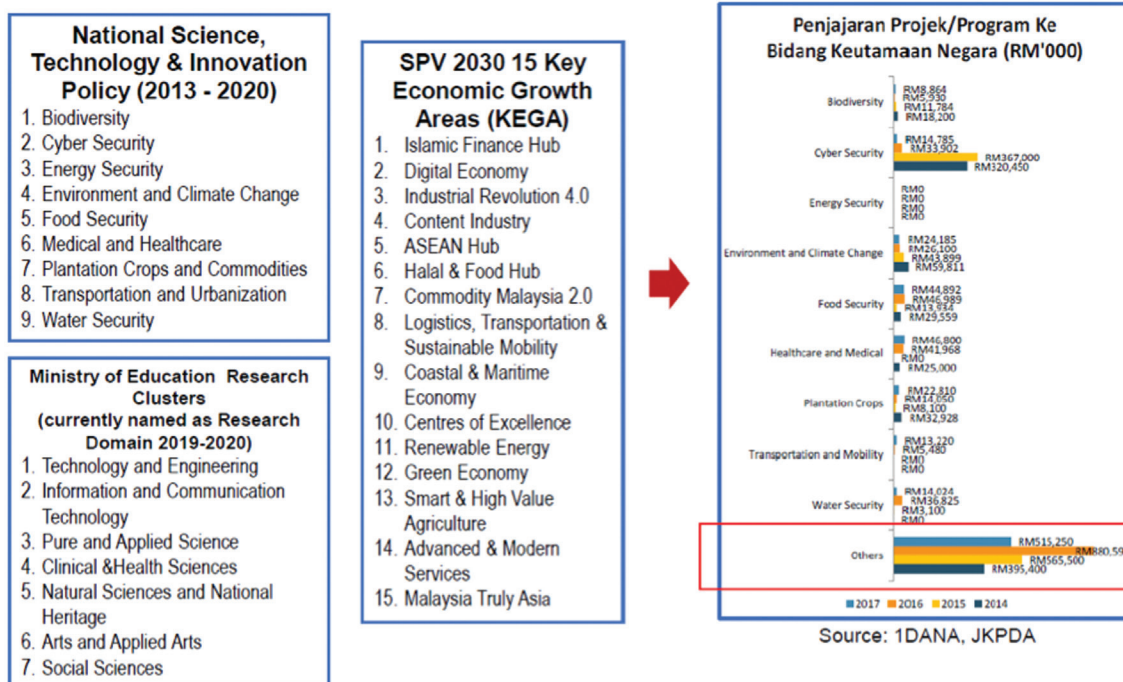 National Science,
Technology & Innovation
Policy (2013 - 2020)
1. Biodiversity
2. Cyber Security
3. Energy Security
4. Environment and Climate Change
5. Food Security
6. Medical and Healthcare
7. Plantation Crops and Commodities
8. Transportation and Urbanization
9. Water Security
Ministry of Education Research
Clusters
(currently named as Research
Domain 2019-2020)
1. Technology and Engineering
2. Information and Communication
Technology
3. Pure and Applied Science
4. Clinical &Health Sciences
5. Natural Sciences and National
Heritage
6. Arts and Applied Arts
7. Social Sciences
SPV 2030 15 Key
Economic Growth
Areas (KEGA)
1. Islamic Finance Hub
2. Digital Economy
3. Industrial Revolution 4.0
4. Content Industry
5. ASEAN Hub
6. Halal & Food Hub
7. Commodity Malaysia 2.0
8. Logistics, Transportation &
Sustainable Mobility
9. Coastal & Maritime
Economy
10. Centres of Excellence
11. Renewable Energy
12. Green Economy
13. Smart & High Value
Agriculture
14. Advanced & Modern
Services
15. Malaysia Truly Asia
Penjajaran Projek/Program Ke
Bidang Keutamaan Negara (RM'000)
Biodiversity
RM8,864
RM5,930
RM11,784
RM18,200
Cyber Security
RM14,785
RM33,902
RM367,000
RM320,450
Energy Security
RM0
RM0
RM0
RM0
Environment and Climate Change
RM24,185
RM26,100
RM43,899
RM59,811
Food Security
RM44,892
RM46,989
RM13,934
RM29,559
Healthcare and Medical
RM46,800
RM41,968
RM0
RM25,000
Plantation Crops
RM22,810
RM14,050
RM8,100
RM32,928
Transportation and Mobility
RM13,220
RM5,480
RM0
RM0
Water Security
RM14,024
RM36,825
RM3,100
RM0
Others
RM515,250
RM880,59
RM565,500
RM395,400
2017 2016 2015 2014
Source: 1DANA, JKPDA